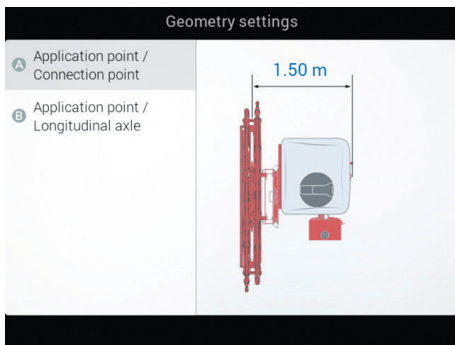 Geometry settings
A Application point /
Connection point
B Application point /
Longitudinal axle
1.50 m